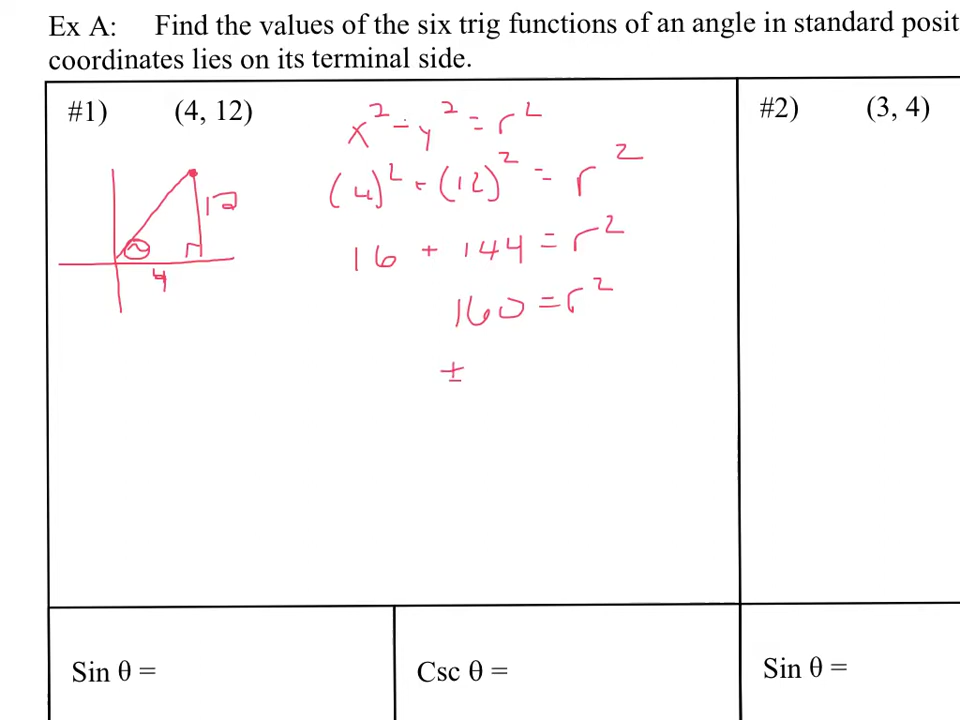 Ex A: Find the values of the six trig functions of an angle in standard posit
coordinates lies on its terminal side.
#1) (4, 12)
x² - y² = r²
(4)² + (12)² = r²
16 + 144 = r²
160 = r²
±
12
θ
4
#2) (3, 4)
Sin θ =
Csc θ =
Sin θ =